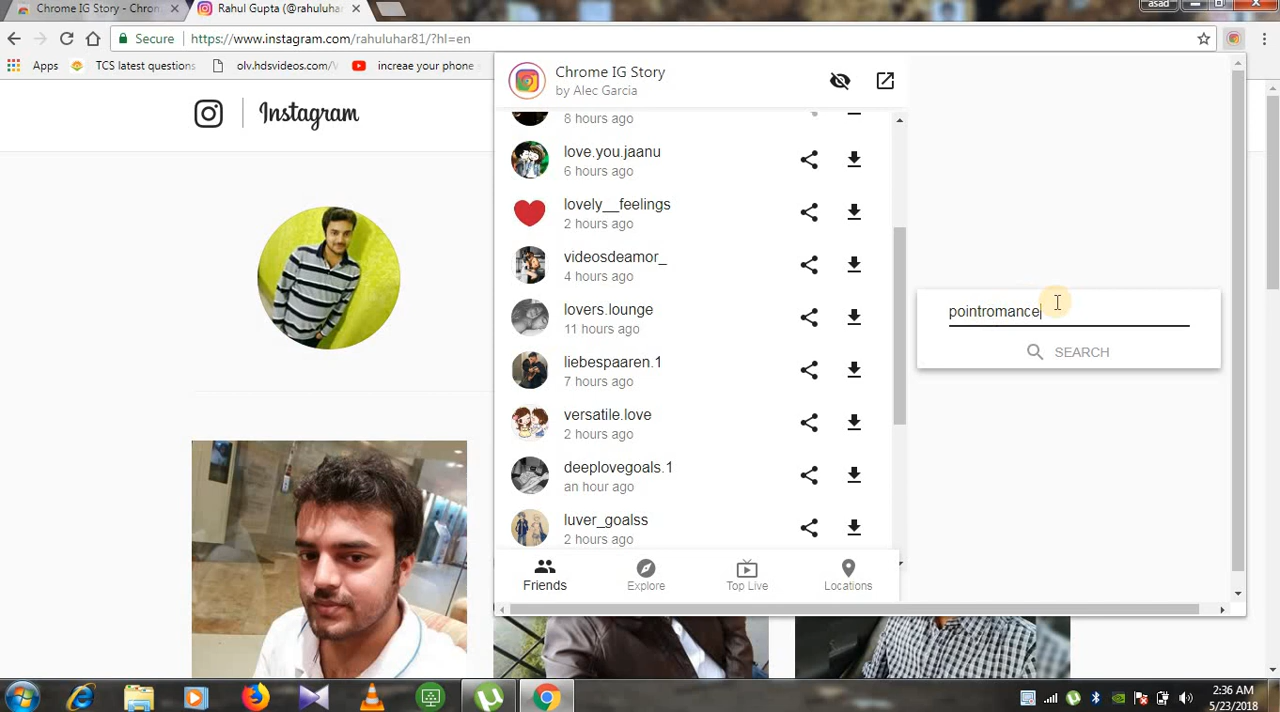 Chrome IG Story - Chron
Rahul Gupta (@rahuluhar
asad
Secure
https://www.instagram.com/rahuluhar81/?hl=en
Apps
TCS latest questions
olv.hdsvideos.com/V
increae your phone
Instagram
Chrome IG Story
by Alec Garcia
8 hours ago
love.you.jaanu
6 hours ago
lovely__feelings
2 hours ago
videosdeamor_
4 hours ago
lovers.lounge
11 hours ago
liebespaaren.1
7 hours ago
versatile.love
2 hours ago
deeplovegoals.1
an hour ago
luver_goalss
2 hours ago
Friends
Explore
Top Live
Locations
pointromance
SEARCH
2:36 AM
5/23/2018